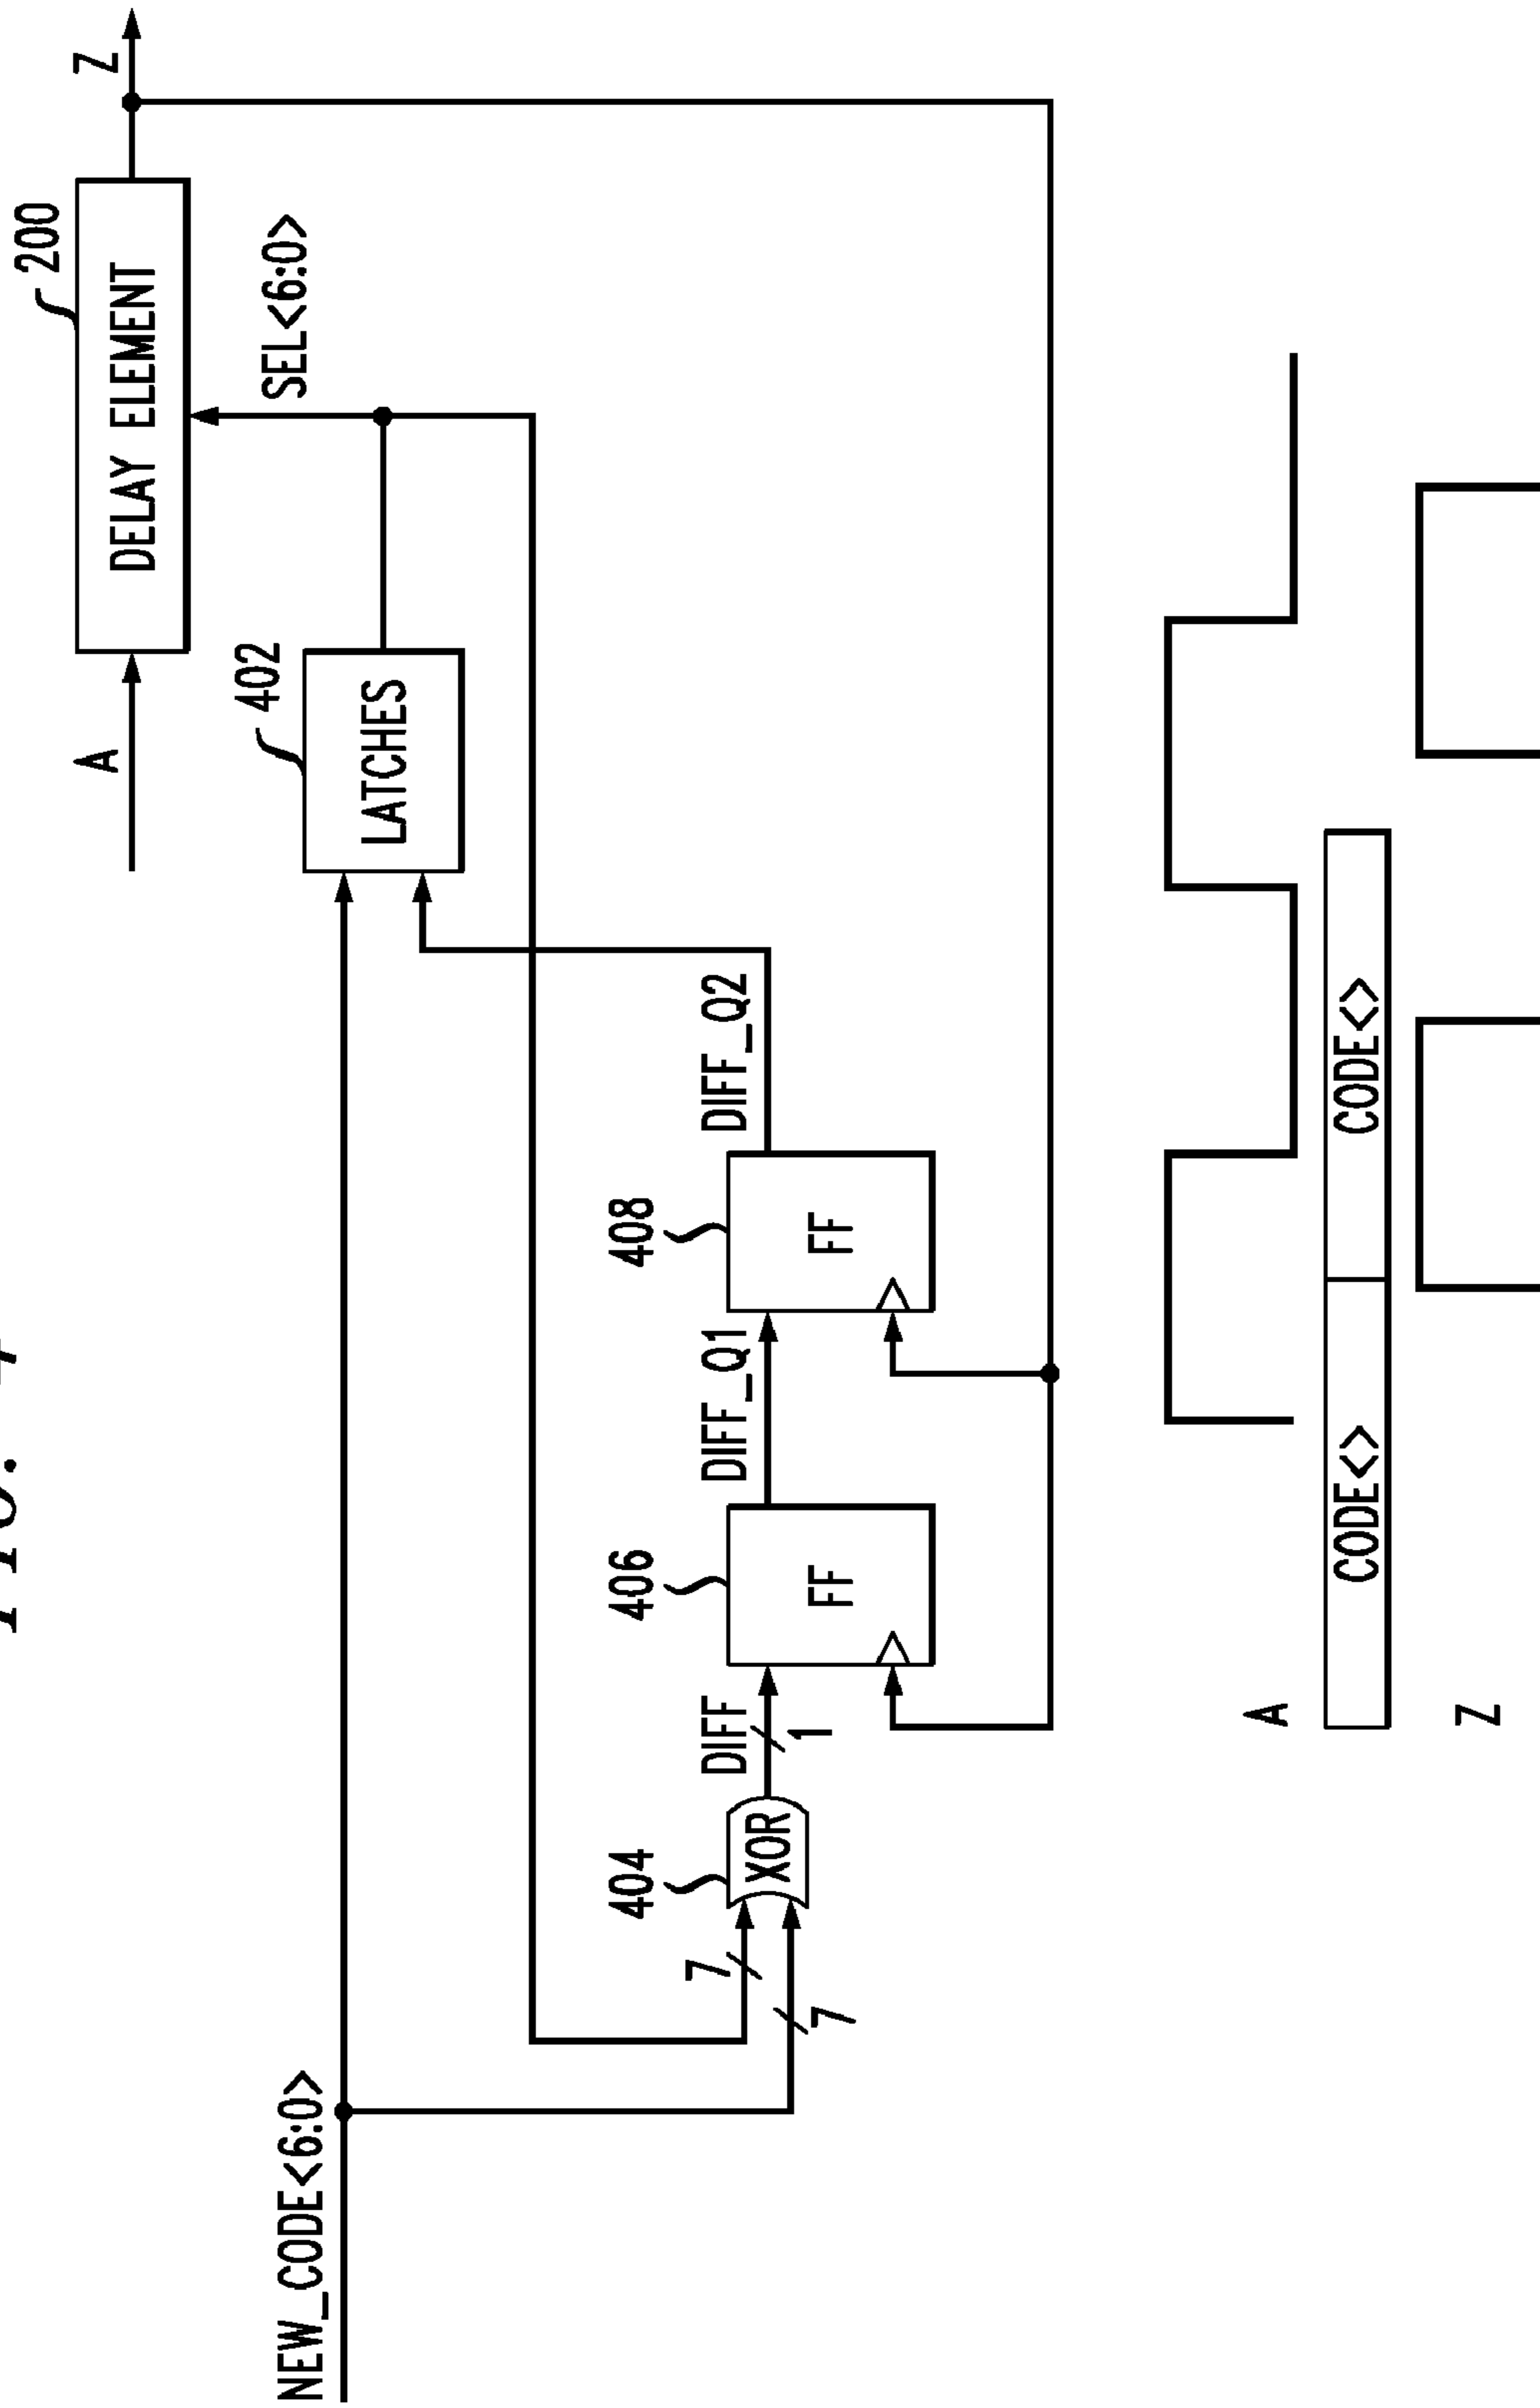 200
A
DELAY ELEMENT
Z
402
LATCHES
SEL<6:0>
NEW_CODE<6:0>
404
406
408
7
7
XOR
DIFF
1
FF
DIFF_Q1
FF
DIFF_Q2
A
CODE<>
CODE<>
Z